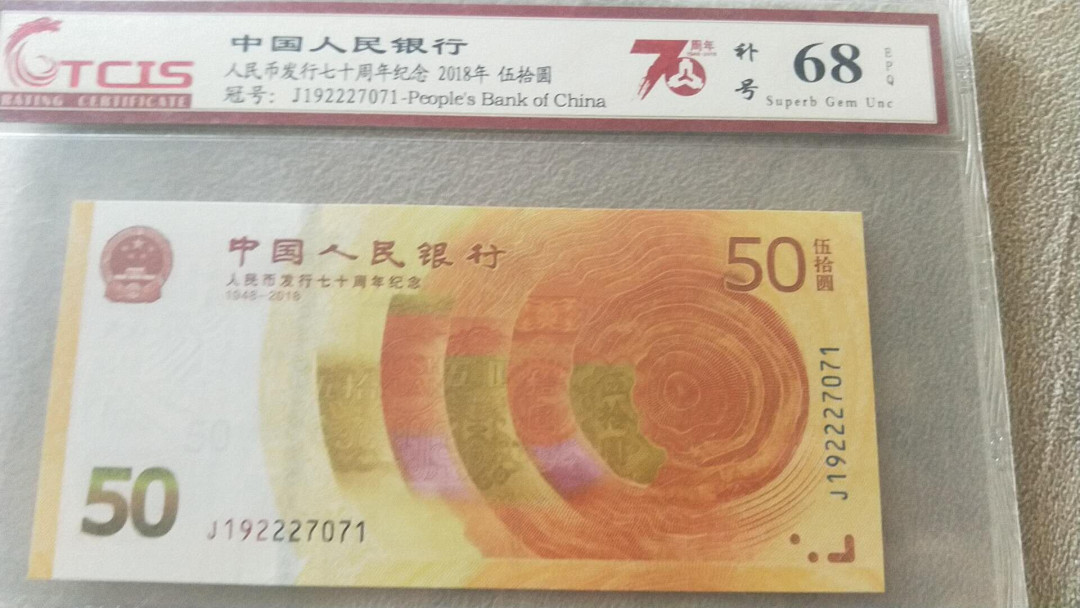 TCIS
RATING CERTIFICATE
中国人民银行
人民币发行七十周年纪念 2018年 伍拾圆
冠号: J192227071-People's Bank of China
70
周年
补号
68
EPQ
Superb Gem Unc
中国人民银行
人民币发行七十周年纪念
1948-2018
50
伍拾圆
J192227071
50
50
J192227071